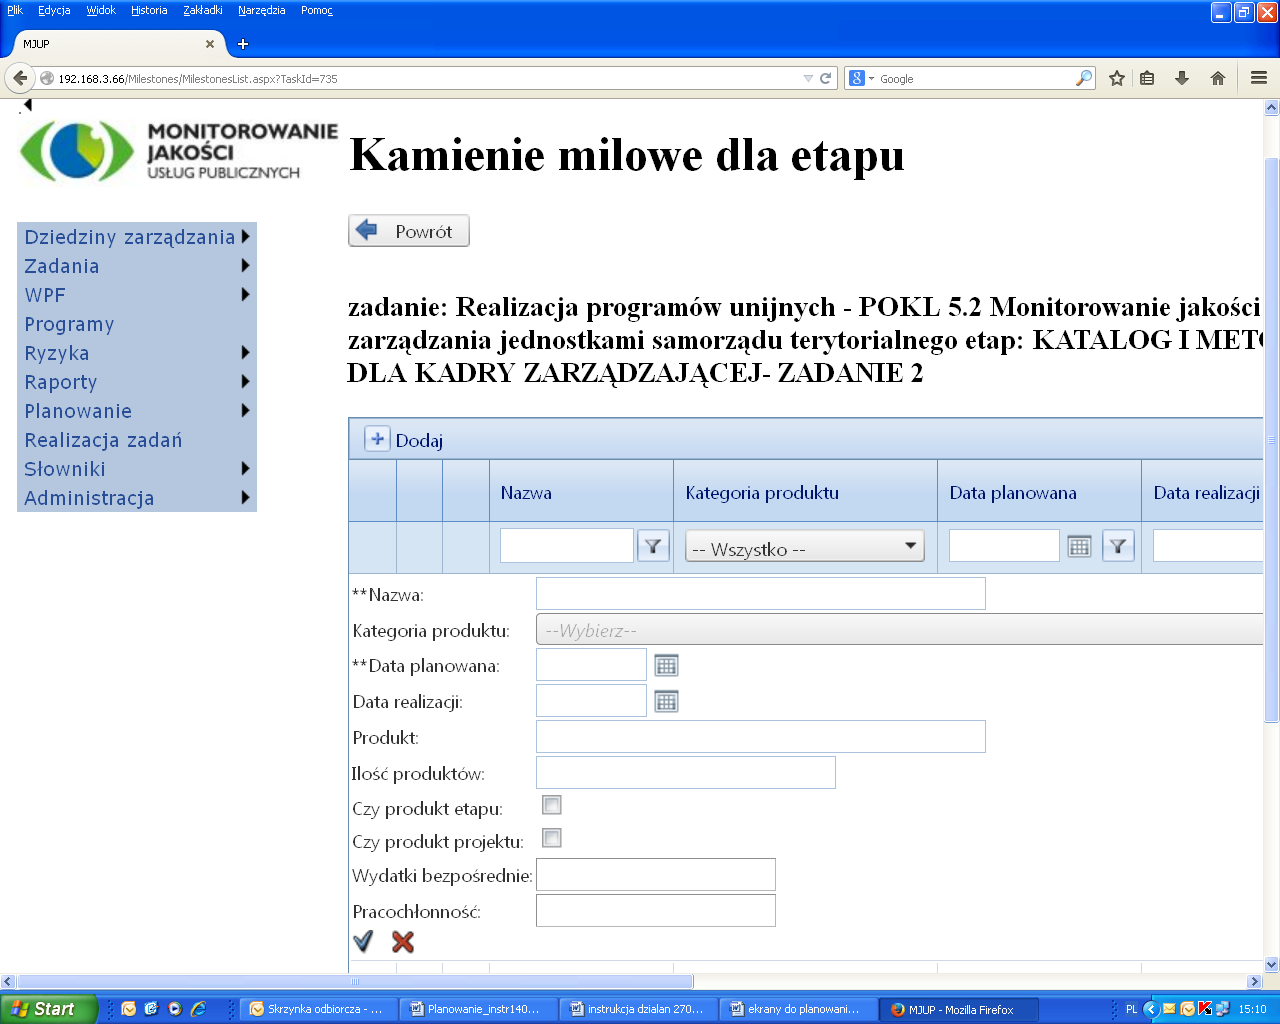 Plik Edycja Widok Historia Zakładki Narzędzia Pomoc
MJUP
192.168.3.66/Milestones/MilestonesList.aspx?TaskId=735
Google
MONITOROWANIE
JAKOŚCI
USŁUG PUBLICZNYCH
Kamienie milowe dla etapu
Powrót
Dziedziny zarządzania
Zadania
WPF
Programy
Ryzyka
Raporty
Planowanie
Realizacja zadań
Słowniki
Administracja
zadanie: Realizacja programów unijnych - POKL 5.2 Monitorowanie jakości
zarządzania jednostkami samorządu terytorialnego etap: KATALOG I METO
DLA KADRY ZARZĄDZAJĄCEJ- ZADANIE 2
Dodaj
Nazwa Kategoria produktu Data planowana Data realizacji
-- Wszystko --
**Nazwa:
Kategoria produktu: --Wybierz--
**Data planowana:
Data realizacji:
Produkt:
Ilość produktów:
Czy produkt etapu:
Czy produkt projektu:
Wydatki bezpośrednie:
Pracochłonność:
Start Skrzynka odbiorcza - ... Planowanie_instr140... instrukcja dzialan 270... ekrany do planowani... MJUP - Mozilla Firefox PL 15:10